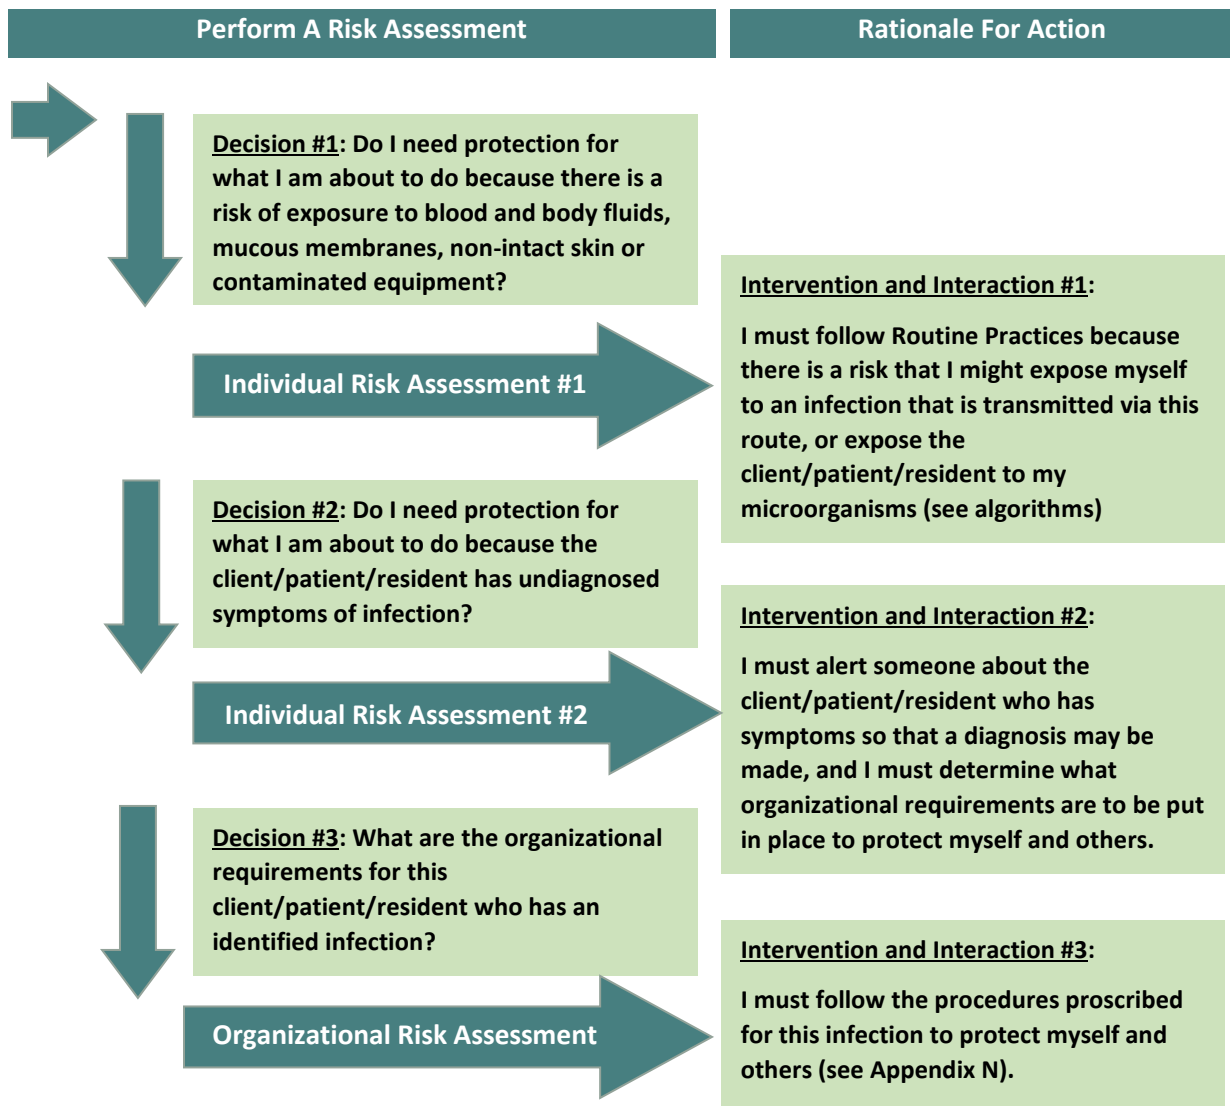 Perform A Risk Assessment
Rationale For Action
Decision #1: Do I need protection for
what I am about to do because there is a
risk of exposure to blood and body fluids,
mucous membranes, non-intact skin or
contaminated equipment?
Individual Risk Assessment #1
Intervention and Interaction #1:
I must follow Routine Practices because
there is a risk that I might expose myself
to an infection that is transmitted via this
route, or expose the
client/patient/resident to my
microorganisms (see algorithms)
Decision #2: Do I need protection for
what I am about to do because the
client/patient/resident has undiagnosed
symptoms of infection?
Individual Risk Assessment #2
Intervention and Interaction #2:
I must alert someone about the
client/patient/resident who has
symptoms so that a diagnosis may be
made, and I must determine what
organizational requirements are to be put
in place to protect myself and others.
Decision #3: What are the organizational
requirements for this
client/patient/resident who has an
identified infection?
Organizational Risk Assessment
Intervention and Interaction #3:
I must follow the procedures proscribed
for this infection to protect myself and
others (see Appendix N).